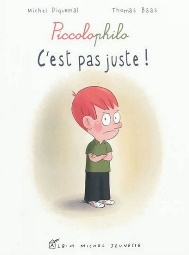 Michel Piquemal Thomas Baas
Piccolophilo
C'est pas juste !
ALBIN MICHEL JEUNESSE